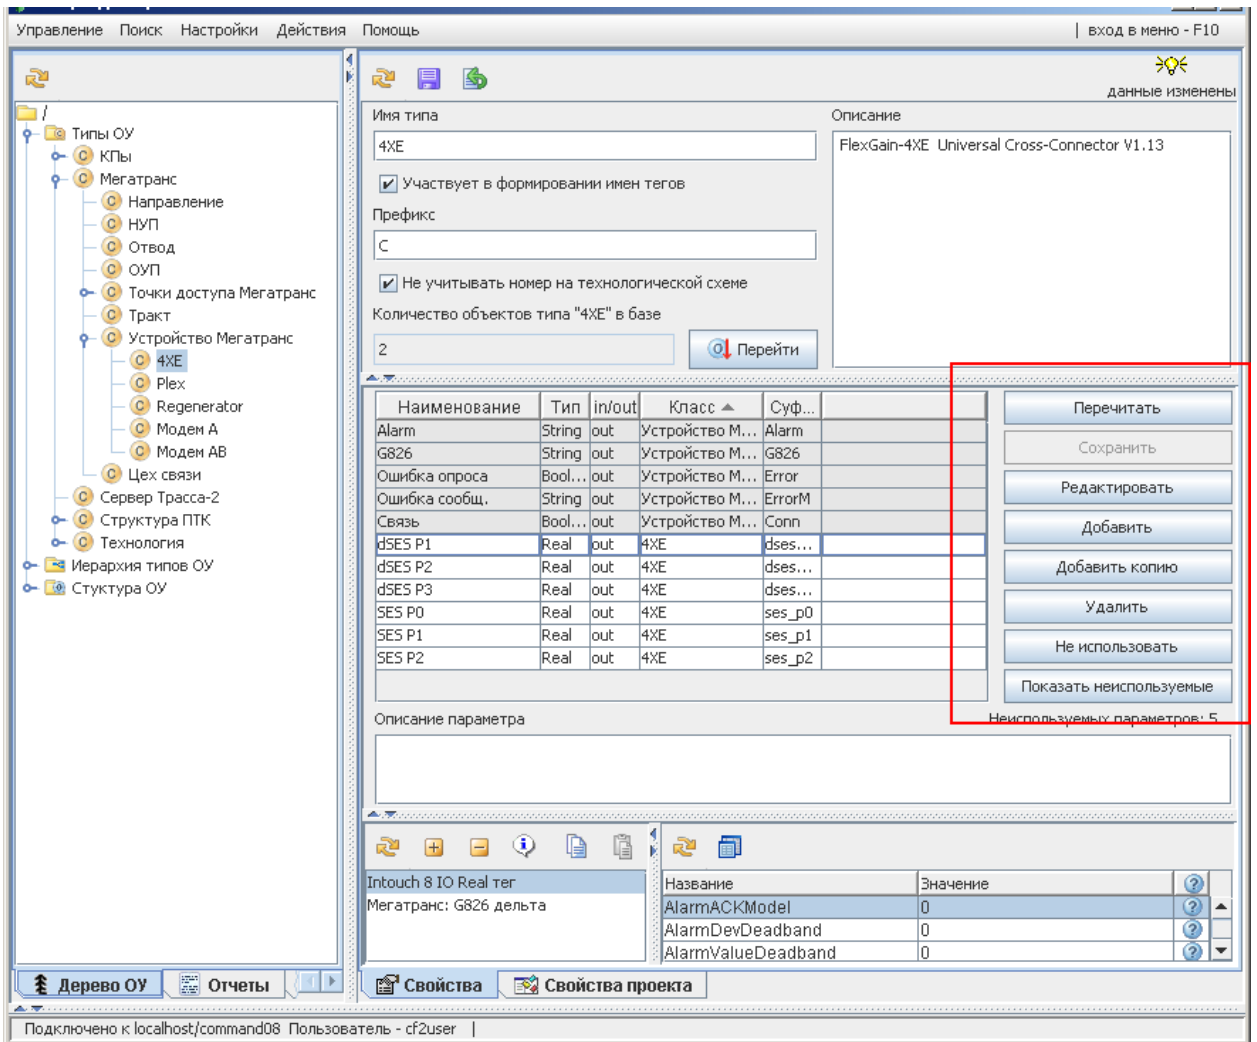 Управление Поиск Настройки Действия Помощь | вход в меню - F10
данные изменены
/
Типы ОУ
КПы
Мегатранс
Направление
НУП
Отвод
ОУП
Точки доступа Мегатранс
Тракт
Устройство Мегатранс
4XE
Plex
Regenerator
Модем А
Модем АВ
Цех связи
Сервер Трасса-2
Структура ПТК
Технология
Иерархия типов ОУ
Стуктура ОУ
Имя типа
4XE
Участвует в формировании имен тегов
Префикс
C
Не учитывать номер на технологической схеме
Количество объектов типа "4XE" в базе
2 Перейти
Описание
FlexGain-4XE Universal Cross-Connector V1.13
Наименование Тип in/out Класс Суф...
Alarm String out Устройство М... Alarm
G826 String out Устройство М... G826
Ошибка опроса Bool... out Устройство М... Error
Ошибка сообщ. String out Устройство М... ErrorM
Связь Bool... out Устройство М... Conn
dSES P1 Real out 4XE dses...
dSES P2 Real out 4XE dses...
dSES P3 Real out 4XE dses...
SES P0 Real out 4XE ses_p0
SES P1 Real out 4XE ses_p1
SES P2 Real out 4XE ses_p2
Перечитать
Сохранить
Редактировать
Добавить
Добавить копию
Удалить
Не использовать
Показать неиспользуемые
Неиспользуемых параметров: 5
Описание параметра
Intouch 8 IO Real тег
Мегатранс: G826 дельта
Название Значение
AlarmACKModel 0
AlarmDevDeadband 0
AlarmValueDeadband 0
Дерево ОУ Отчеты
Свойства Свойства проекта
Подключено к localhost/command08 Пользователь - cf2user |